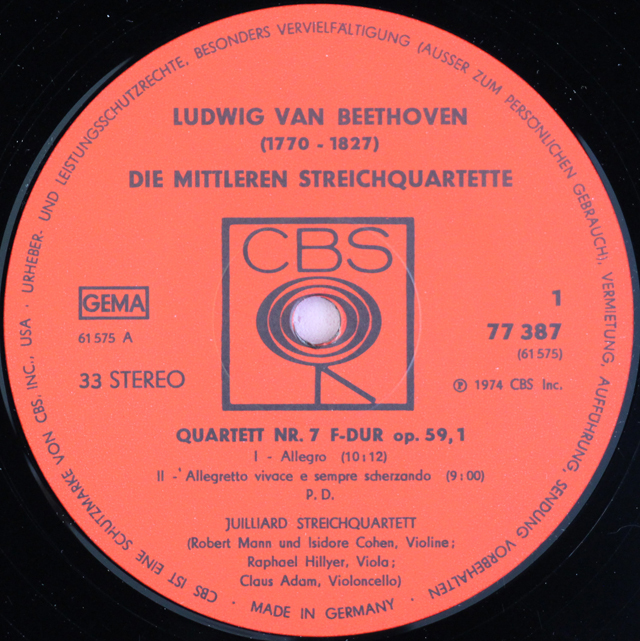 URHEBER- UND LEISTUNGSSCHUTZRECHTE, BESONDERS VERVIELFÄLTIGUNG (AUSSER ZUM PERSÖNLICHEN GEBRAUCH), VERMIETUNG, AUFFÜHRUNG, SENDUNG VORBEHALTEN
LUDWIG VAN BEETHOVEN
(1770 - 1827)
DIE MITTLEREN STREICHQUARTETTE
CBS
GEMA
61 575 A
33 STEREO
1
77 387
(61 575)
Ⓟ 1974 CBS Inc.
QUARTETT NR. 7 F-DUR op. 59,1
I - Allegro (10:12)
II - Allegretto vivace e sempre scherzando (9:00)
P. D.
JUILLIARD STREICHQUARTETT
(Robert Mann und Isidore Cohen, Violine;
Raphael Hillyer, Viola;
Claus Adam, Violoncello)
CBS IST EINE SCHUTZMARKE VON CBS, INC., USA ·
· MADE IN GERMANY ·